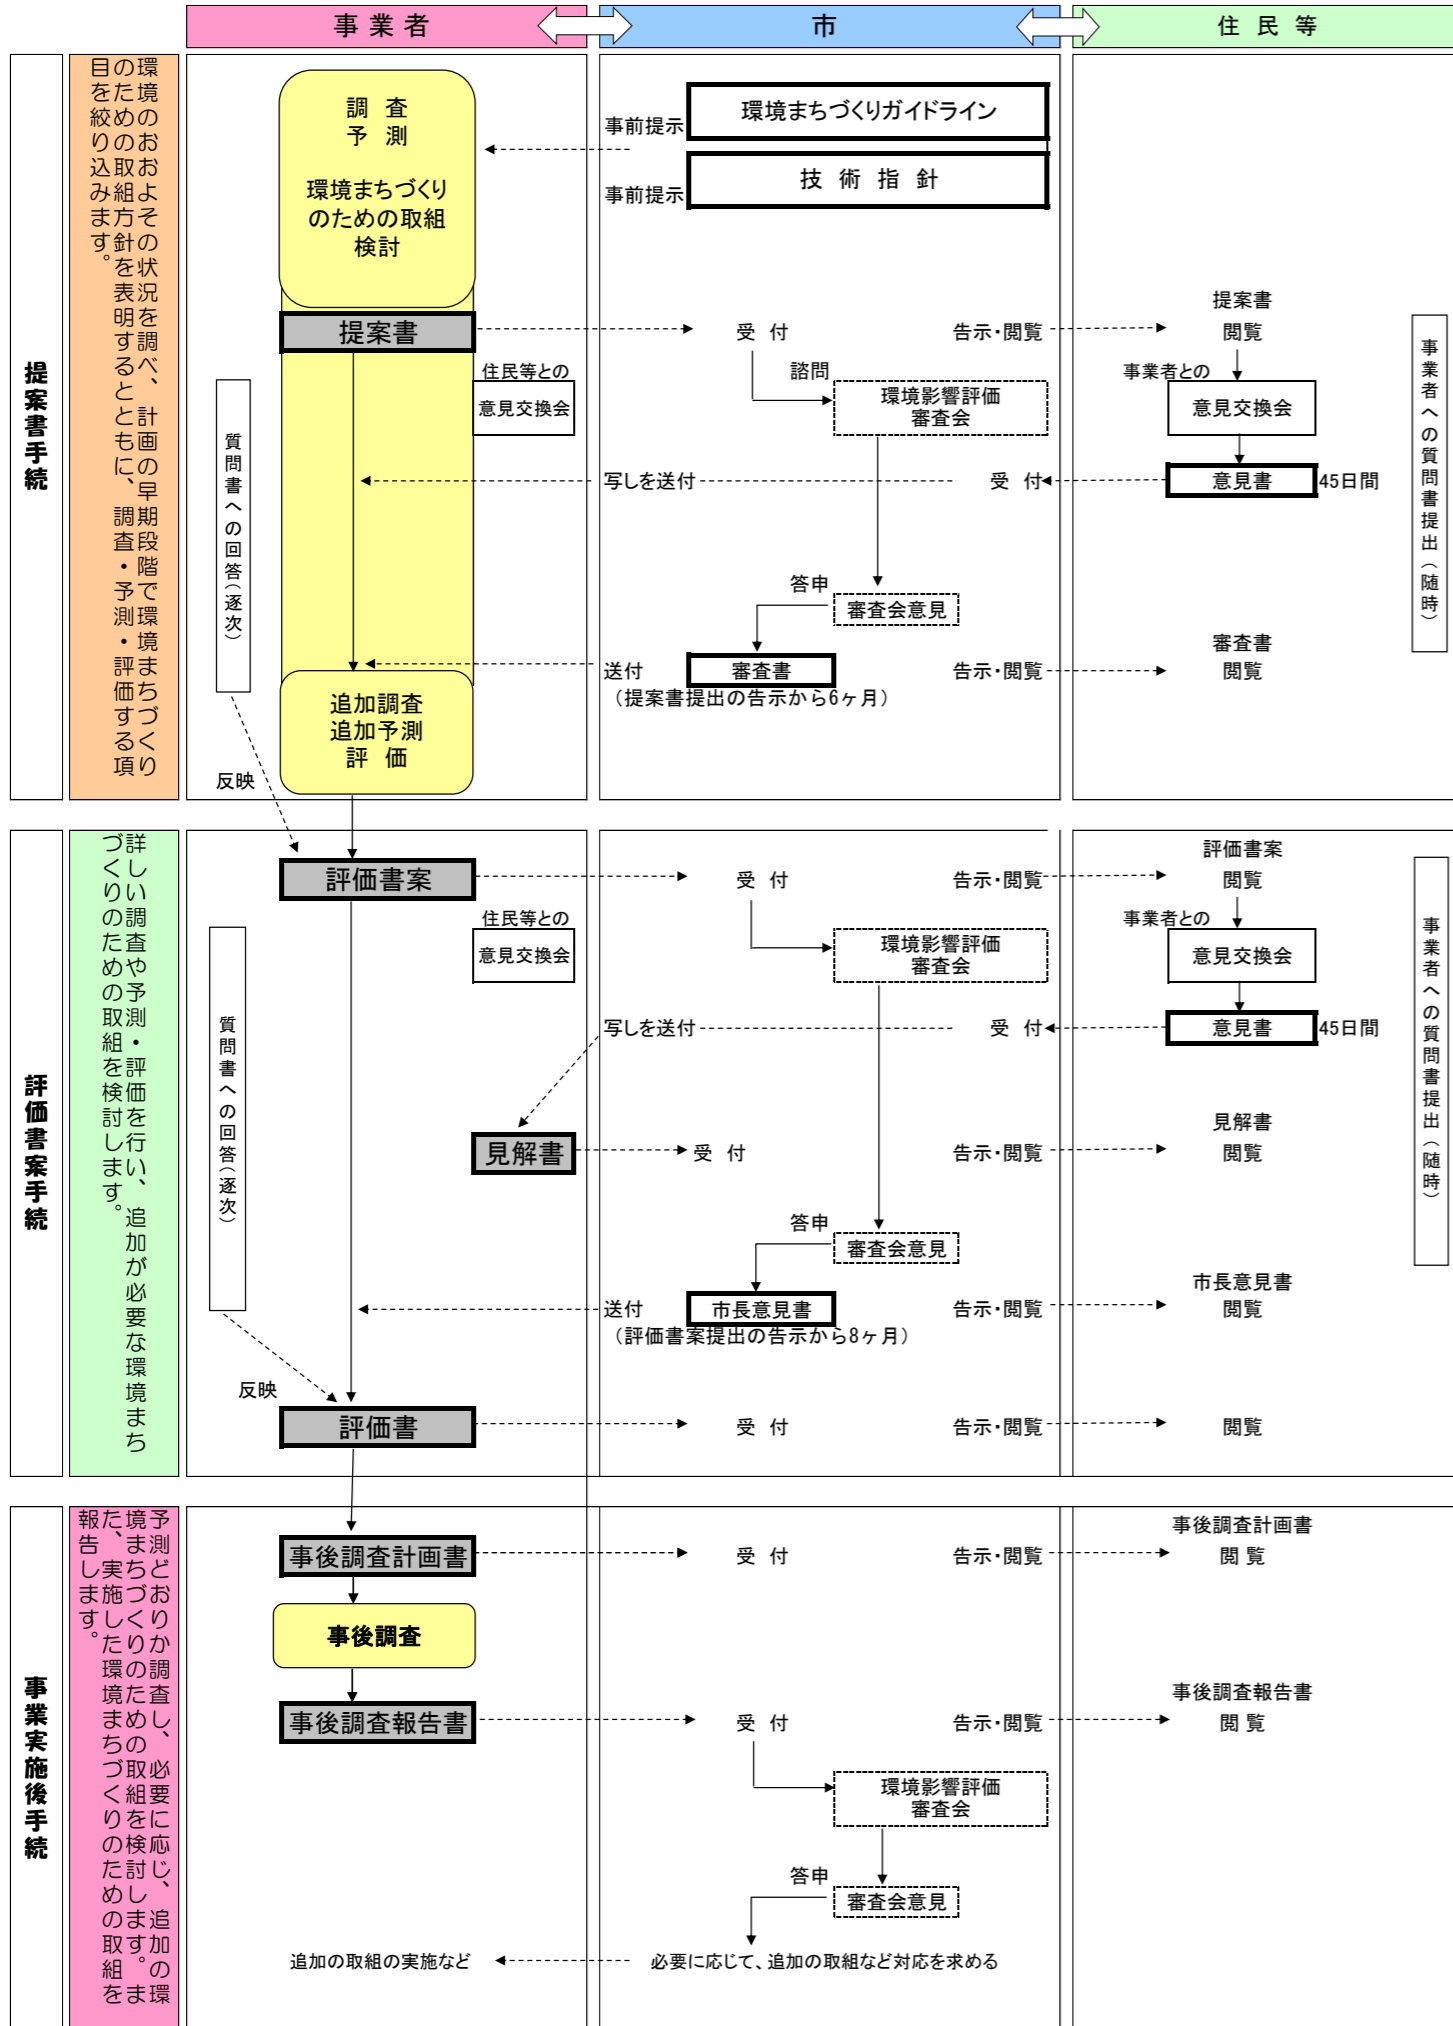 事業者
市
住民等
提案書手続
環境のおおよその状況を調べ、計画の早期段階で環境まちづくり
のための取組方針を表明するとともに、調査・予測・評価する項
目を絞り込みます。
調査
予測
環境まちづくり
のための取組
検討
事前提示
環境まちづくりガイドライン
事前提示
技術指針
提案書
受付
告示・閲覧
提案書
閲覧
住民等との
意見交換会
諮問
環境影響評価
審査会
事業者との
意見交換会
質問書への回答(逐次)
事業者への質問書提出(随時)
写しを送付
受付
意見書
45日間
答申
審査会意見
送付
審査書
(提案書提出の告示から6ヶ月)
告示・閲覧
審査書
閲覧
追加調査
追加予測
評価
反映
評価書案手続
詳しい調査や予測・評価を行い、追加が必要な環境まち
づくりのための取組を検討します。
評価書案
受付
告示・閲覧
評価書案
閲覧
住民等との
意見交換会
環境影響評価
審査会
事業者との
意見交換会
質問書への回答(逐次)
事業者への質問書提出(随時)
写しを送付
受付
意見書
45日間
見解書
受付
告示・閲覧
見解書
閲覧
答申
審査会意見
送付
市長意見書
(評価書案提出の告示から8ヶ月)
告示・閲覧
市長意見書
閲覧
反映
評価書
受付
告示・閲覧
閲覧
事業実施後手続
予測どおりか調査し、必要に応じ、追加の環
境まちづくりのための取組を検討します。ま
た、実施した環境まちづくりのための取組を
報告します。
事後調査計画書
受付
告示・閲覧
事後調査計画書
閲覧
事後調査
事後調査報告書
受付
告示・閲覧
事後調査報告書
閲覧
環境影響評価
審査会
答申
審査会意見
追加の取組の実施など
必要に応じて、追加の取組など対応を求める